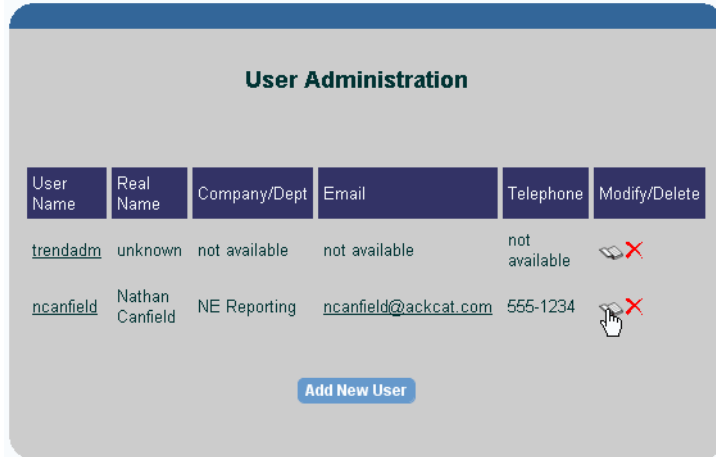 User Administration
User Name Real Name Company/Dept Email Telephone Modify/Delete
trendadm unknown not available not available not available
ncanfield Nathan Canfield NE Reporting ncanfield@ackcat.com 555-1234
Add New User